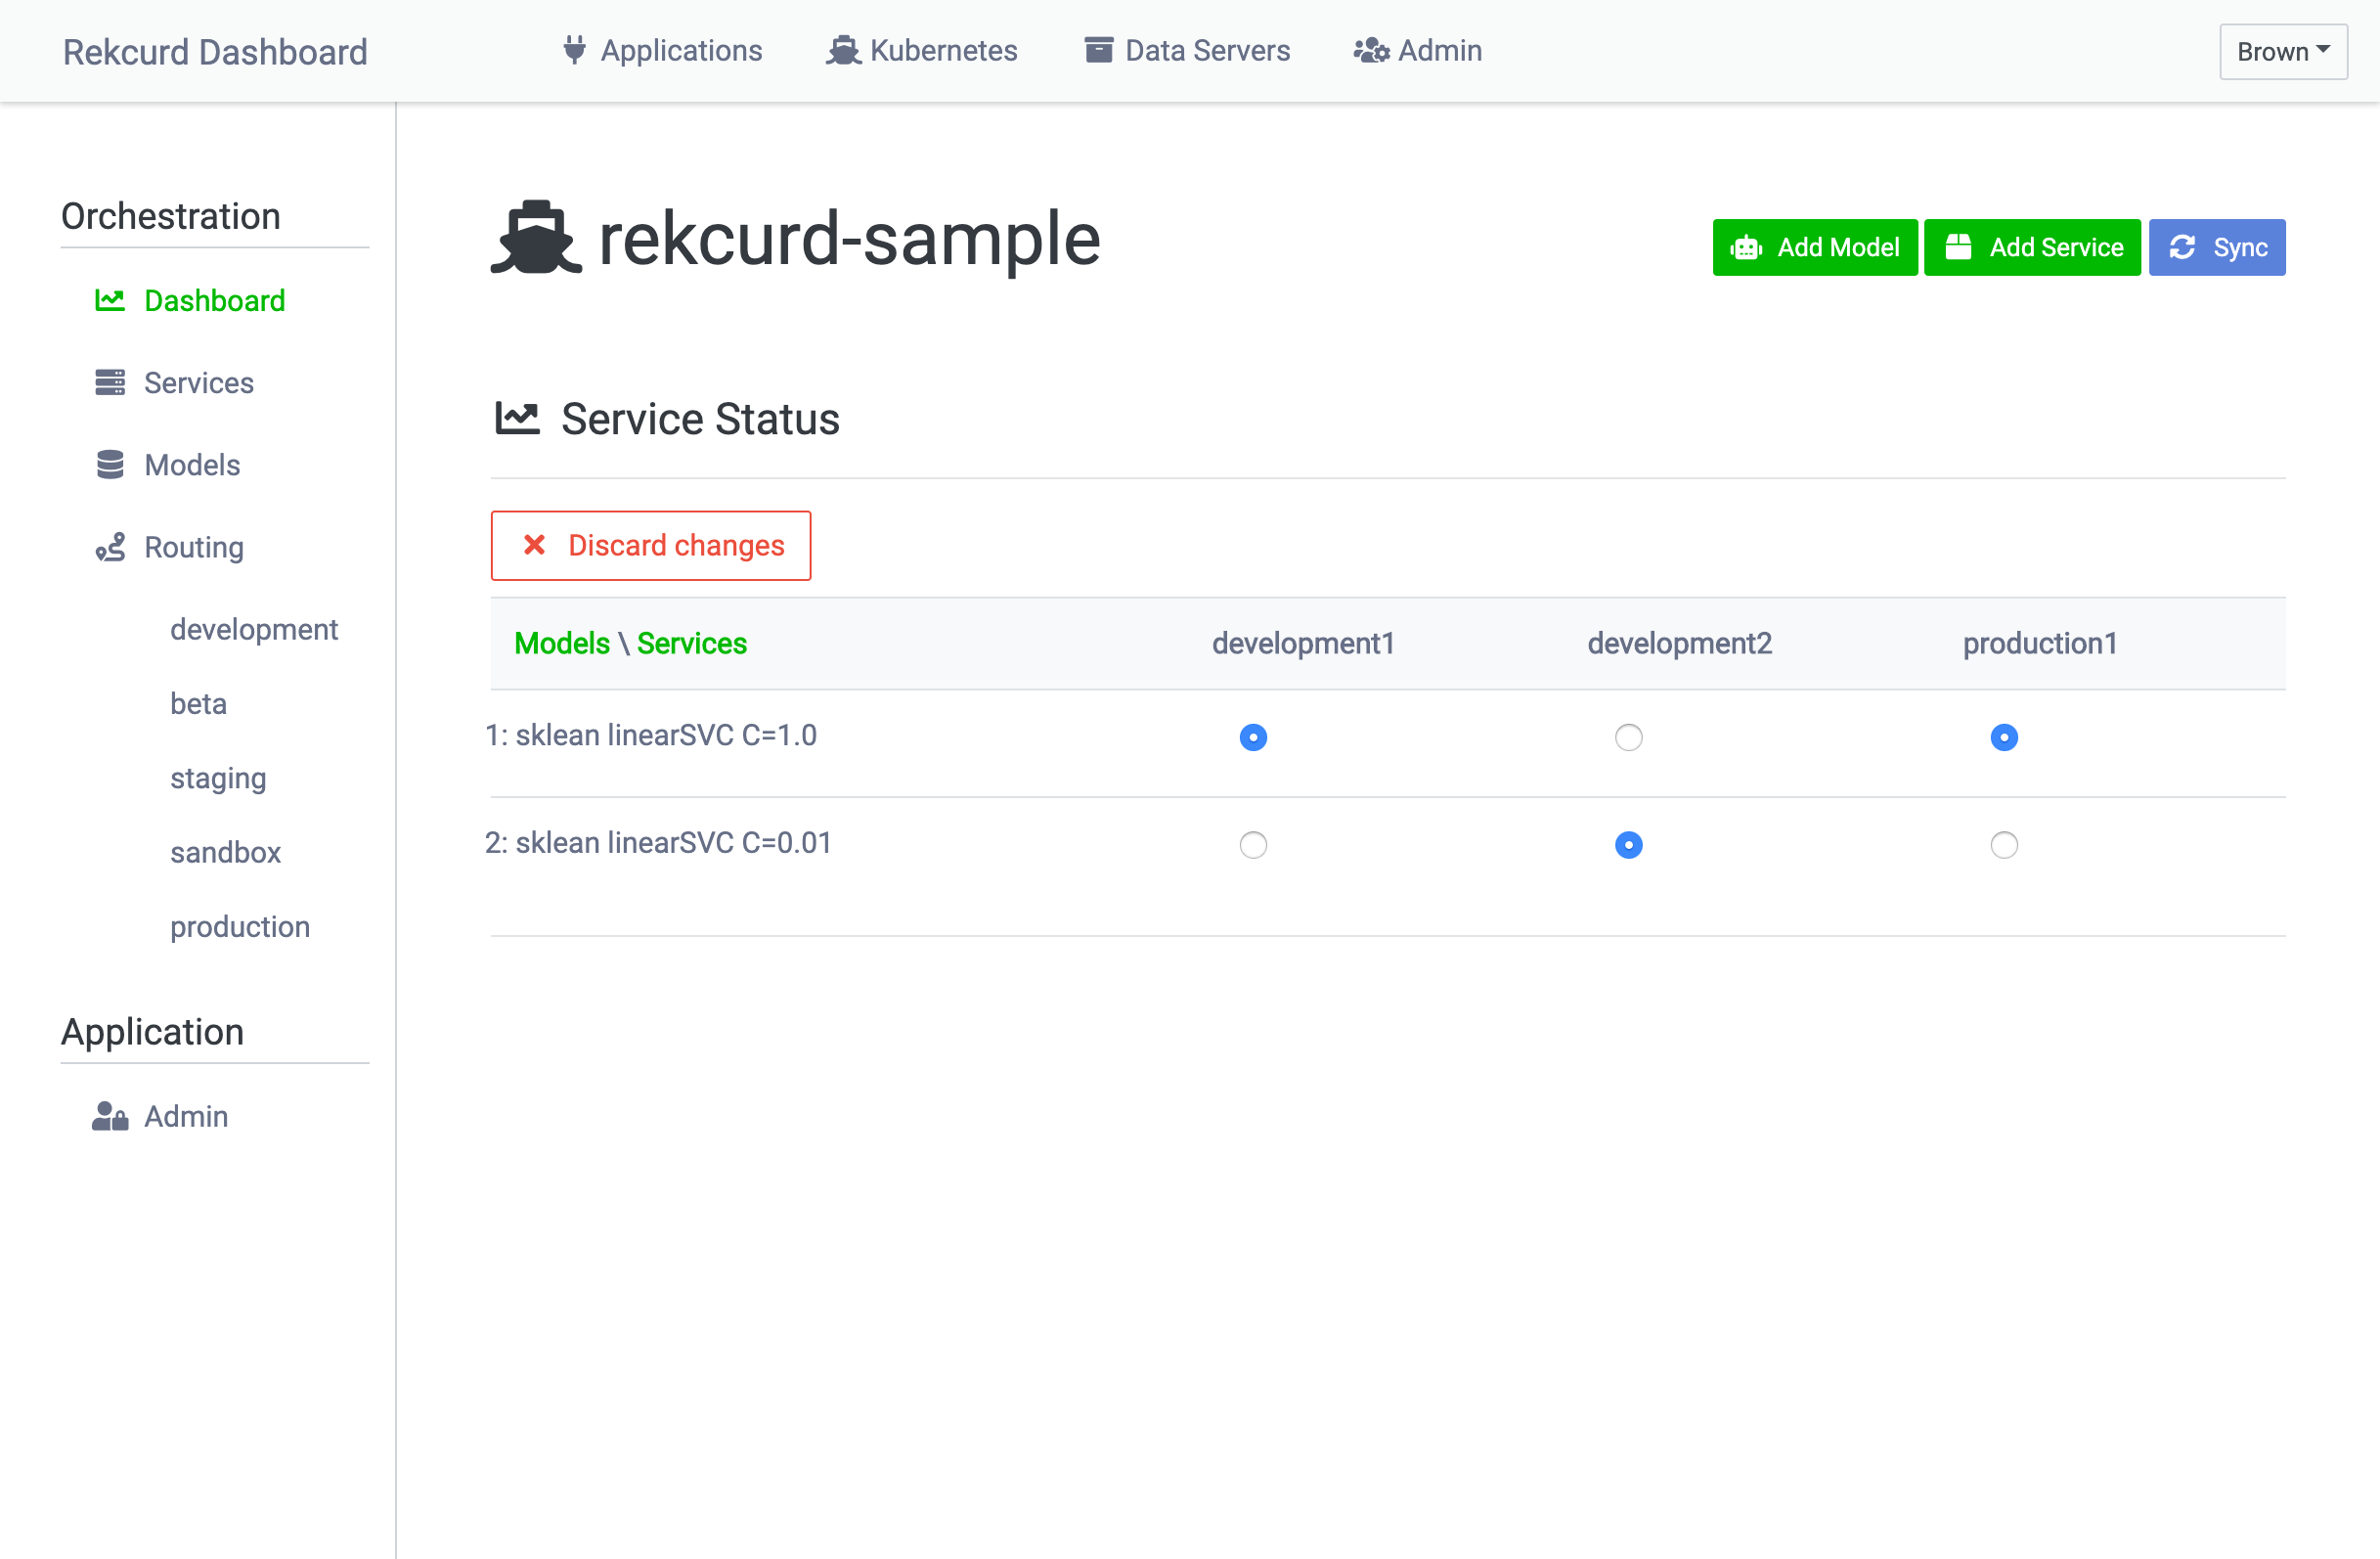 Rekcurd Dashboard Applications Kubernetes Data Servers Admin Brown
Orchestration
Dashboard
Services
Models
Routing
development
beta
staging
sandbox
production
Application
Admin
rekcurd-sample
Add Model Add Service Sync
Service Status
Discard changes
Models \ Services development1 development2 production1
1: sklean linearSVC C=1.0
2: sklean linearSVC C=0.01